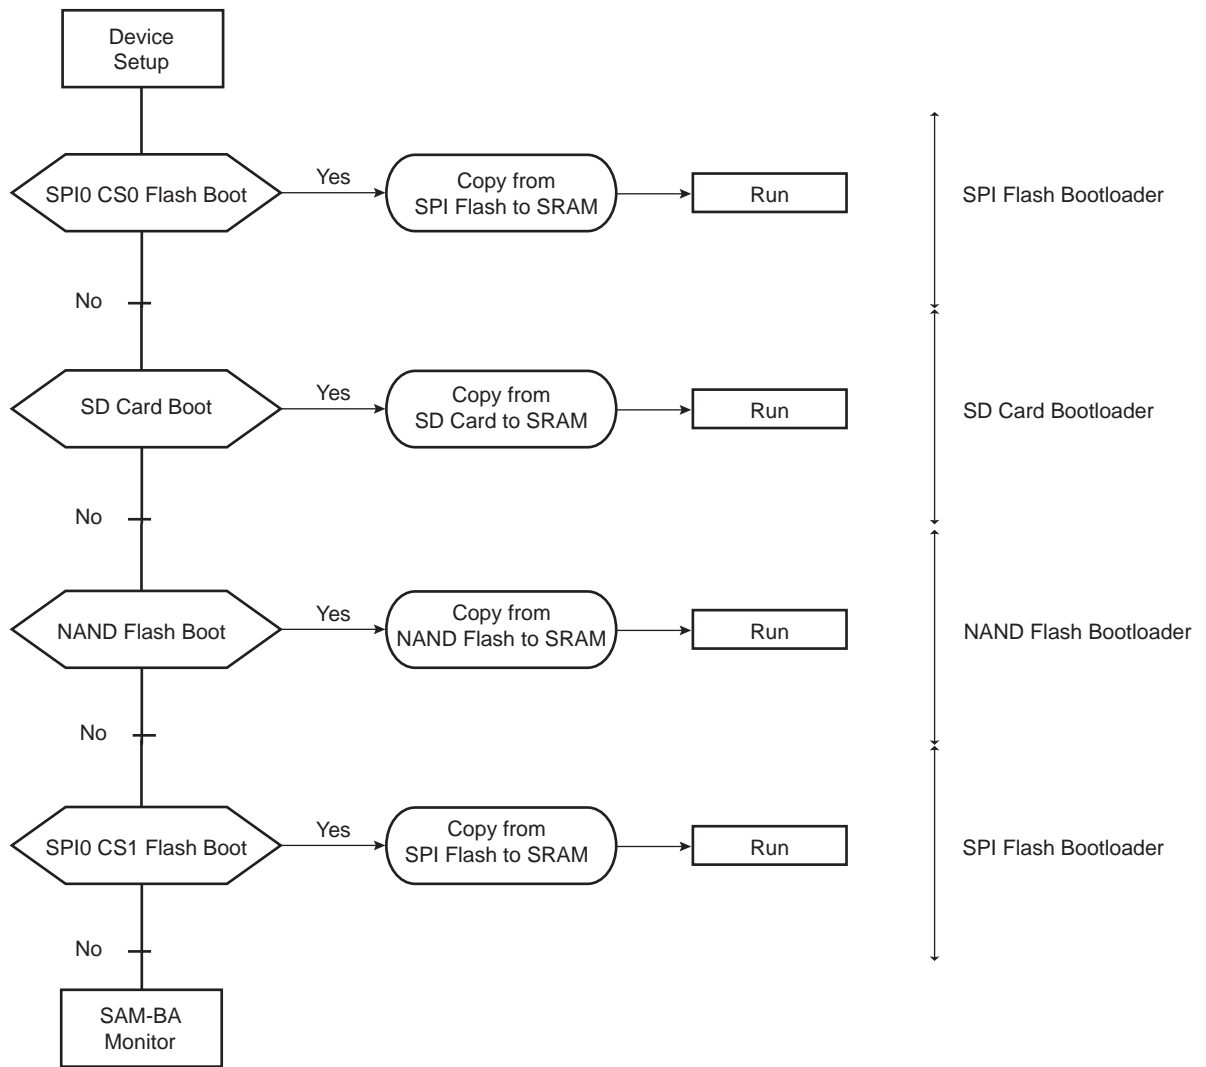 Device
Setup
SPI0 CS0 Flash Boot
Yes
Copy from
SPI Flash to SRAM
Run
SPI Flash Bootloader
No
SD Card Boot
Yes
Copy from
SD Card to SRAM
Run
SD Card Bootloader
No
NAND Flash Boot
Yes
Copy from
NAND Flash to SRAM
Run
NAND Flash Bootloader
No
SPI0 CS1 Flash Boot
Yes
Copy from
SPI Flash to SRAM
Run
SPI Flash Bootloader
No
SAM-BA
Monitor